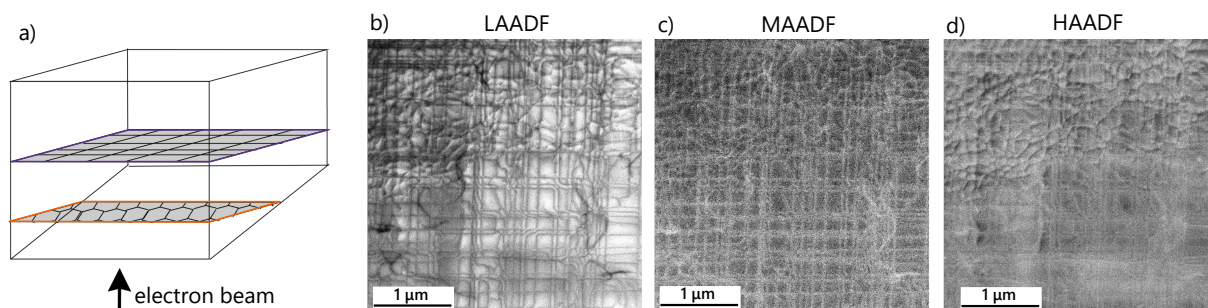 a)
electron beam
b)
LAADF
1 µm
c)
MAADF
1 µm
d)
HAADF
1 µm